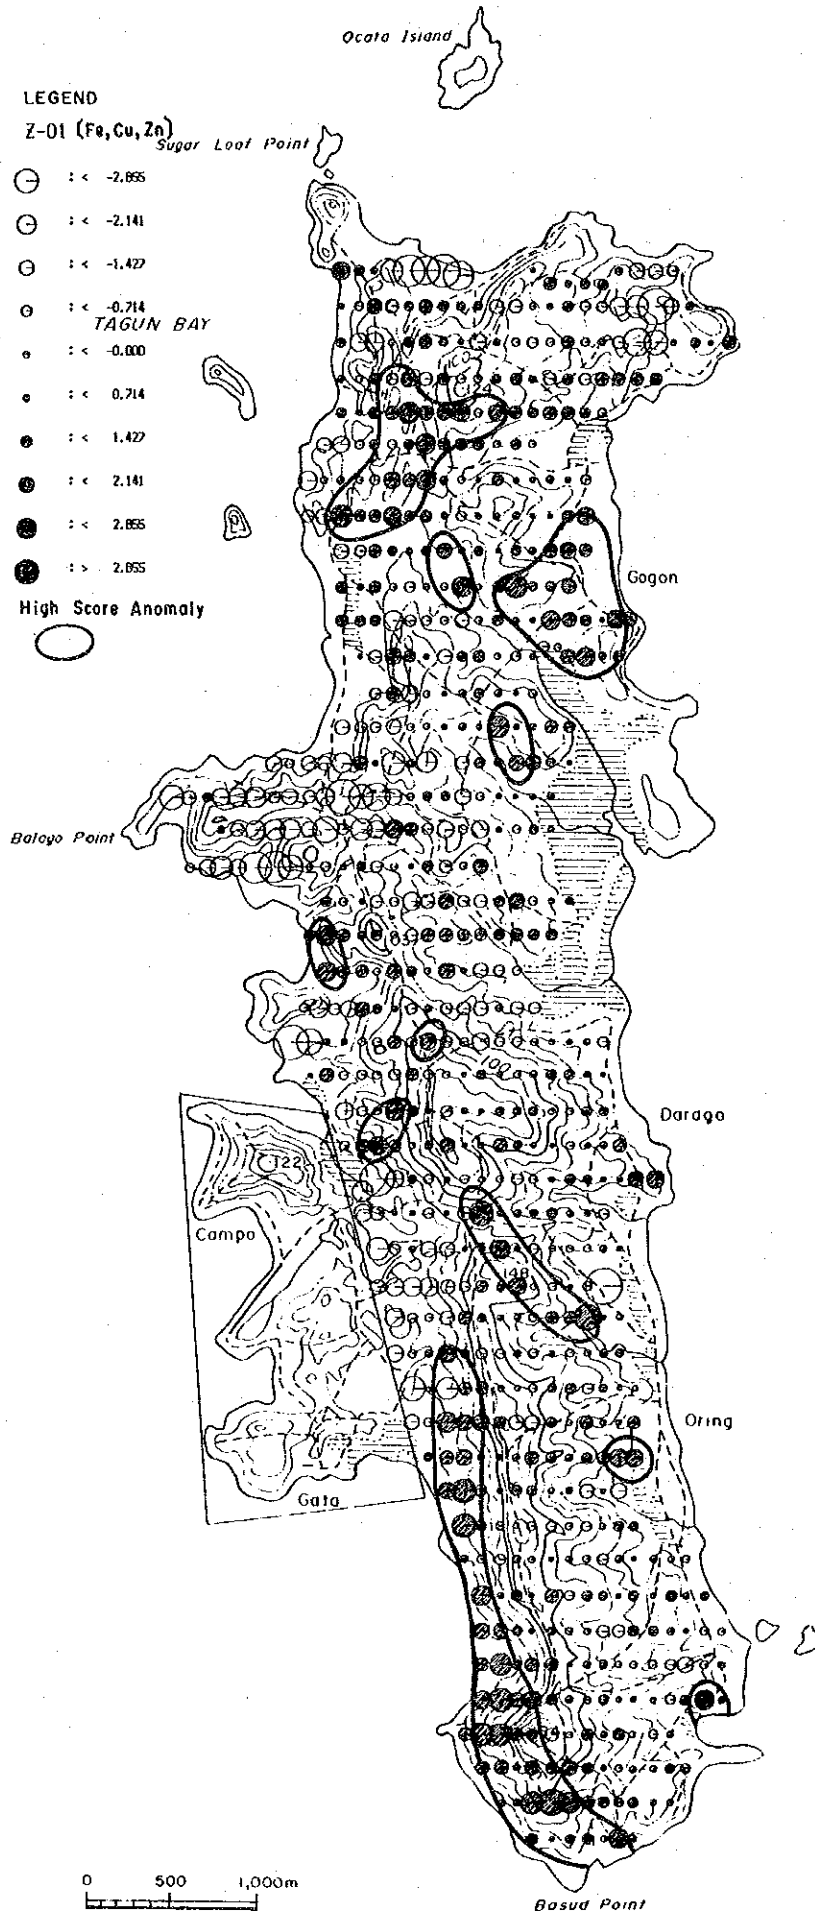 Ocata Island
LEGEND
Z-01 (Fe,Cu,Zn)
Sugar Loaf Point
: < -2.855
: < -2.141
: < -1.427
: < -0.714
TAGUN BAY
: < -0.000
: < 0.714
: < 1.427
: < 2.141
: < 2.855
: > 2.855
High Score Anomaly
Gogon
Baloyo Point
100
Daraga
122
Campo
148
Oring
Gata
0 500 1,000m
Basud Point